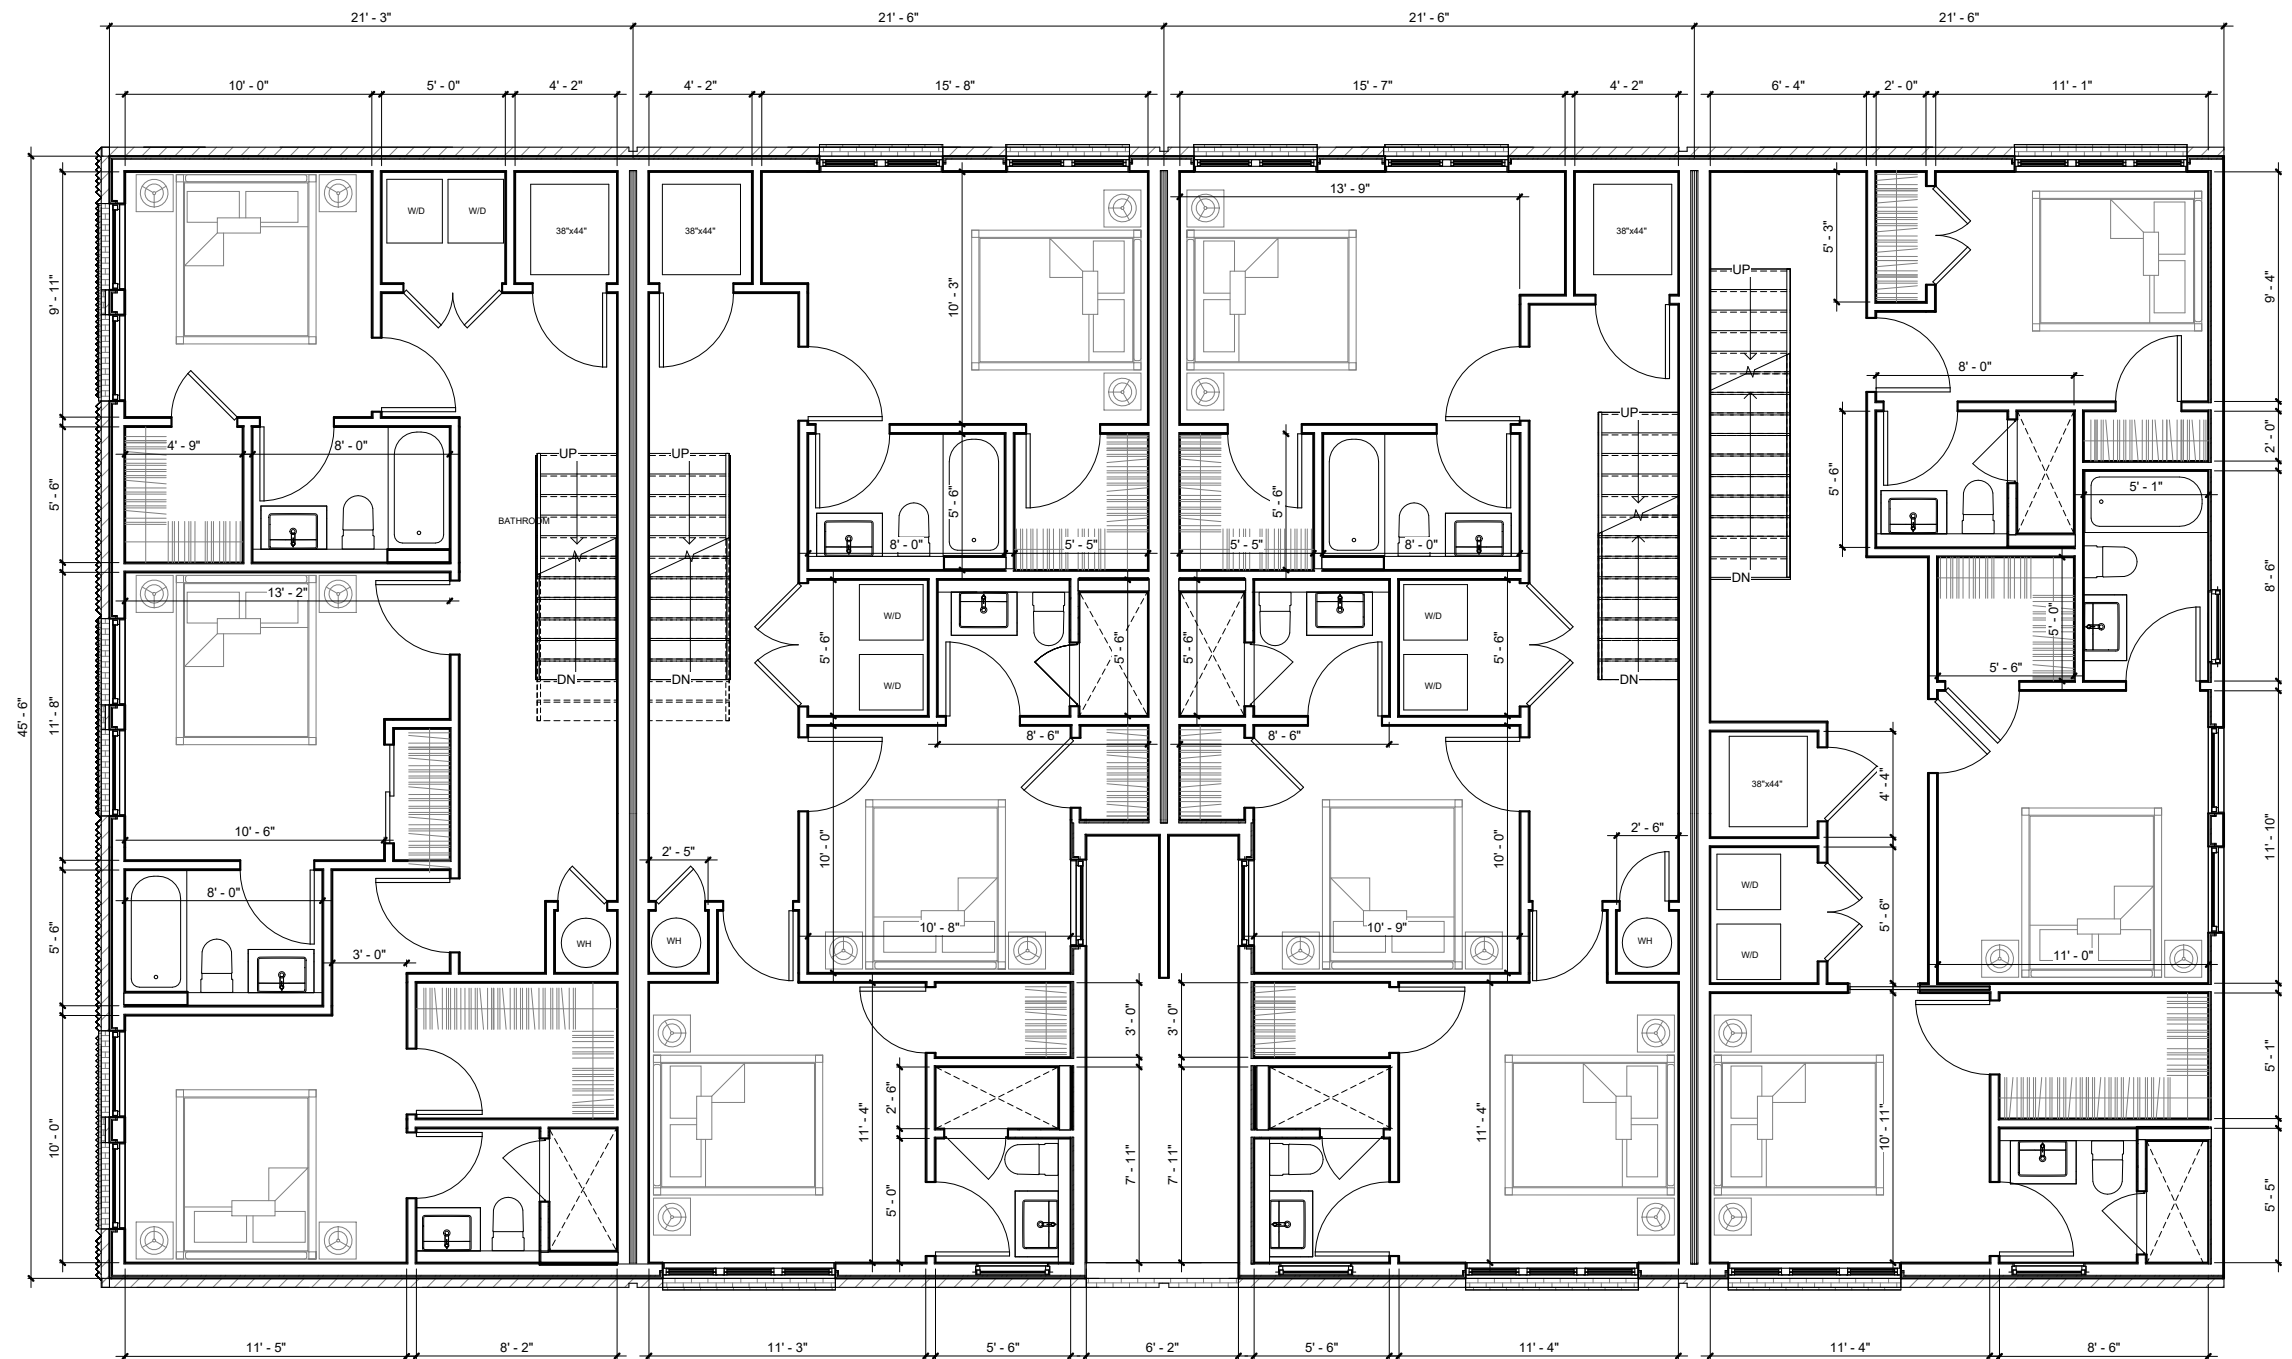 21' - 3" 21' - 6" 21' - 6" 21' - 6"
10' - 0" 5' - 0" 4' - 2" 4' - 2" 15' - 8" 15' - 7" 4' - 2" 6' - 4" 2' - 0" 11' - 1"
13' - 9"
W/D W/D 38"x44" 38"x44" 38"x44"
5' - 3"
UP
9' - 11" 10' - 3" 9' - 4"
8' - 0"
UP
4' - 9" 8' - 0" UP UP 2' - 0"
5' - 6" 5' - 6" 5' - 6" 5' - 6" 5' - 1"
BATHROOM
8' - 0" 5' - 5" 5' - 5" 8' - 0"
DN
8' - 6"
13' - 2"
W/D W/D
5' - 0"
5' - 6" 5' - 6" 5' - 6" 5' - 6"
5' - 6"
DN DN DN
W/D W/D
45' - 6"
11' - 8"
8' - 6" 8' - 6"
38"x44" 4' - 4"
10' - 6" 2' - 6"
2' - 5" 10' - 0" 10' - 0" 11' - 10"
W/D
8' - 0"
5' - 6" 5' - 6"
10' - 8" 10' - 9"
WH WH WH
3' - 0" W/D 11' - 0"
3' - 0" 3' - 0"
5' - 1"
2' - 6"
10' - 0" 11' - 4" 11' - 4" 10' - 11"
7' - 11" 7' - 11"
5' - 0" 5' - 5"
11' - 5" 8' - 2" 11' - 3" 5' - 6" 6' - 2" 5' - 6" 11' - 4" 11' - 4" 8' - 6"